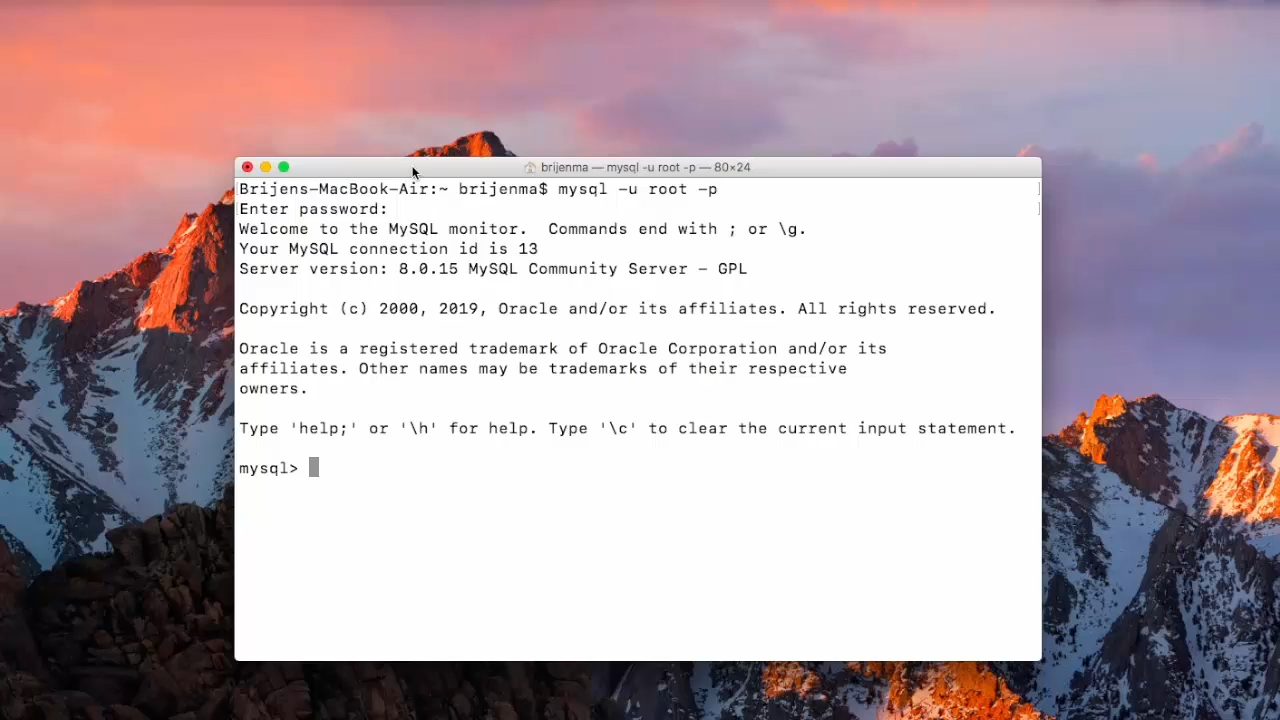 brijenma — mysql -u root -p — 80×24
Brijens-MacBook-Air:~ brijenma$ mysql -u root -p
Enter password:
Welcome to the MySQL monitor.  Commands end with ; or \g.
Your MySQL connection id is 13
Server version: 8.0.15 MySQL Community Server - GPL
Copyright (c) 2000, 2019, Oracle and/or its affiliates. All rights reserved.
Oracle is a registered trademark of Oracle Corporation and/or its
affiliates. Other names may be trademarks of their respective
owners.
Type 'help;' or '\h' for help. Type '\c' to clear the current input statement.
mysql>